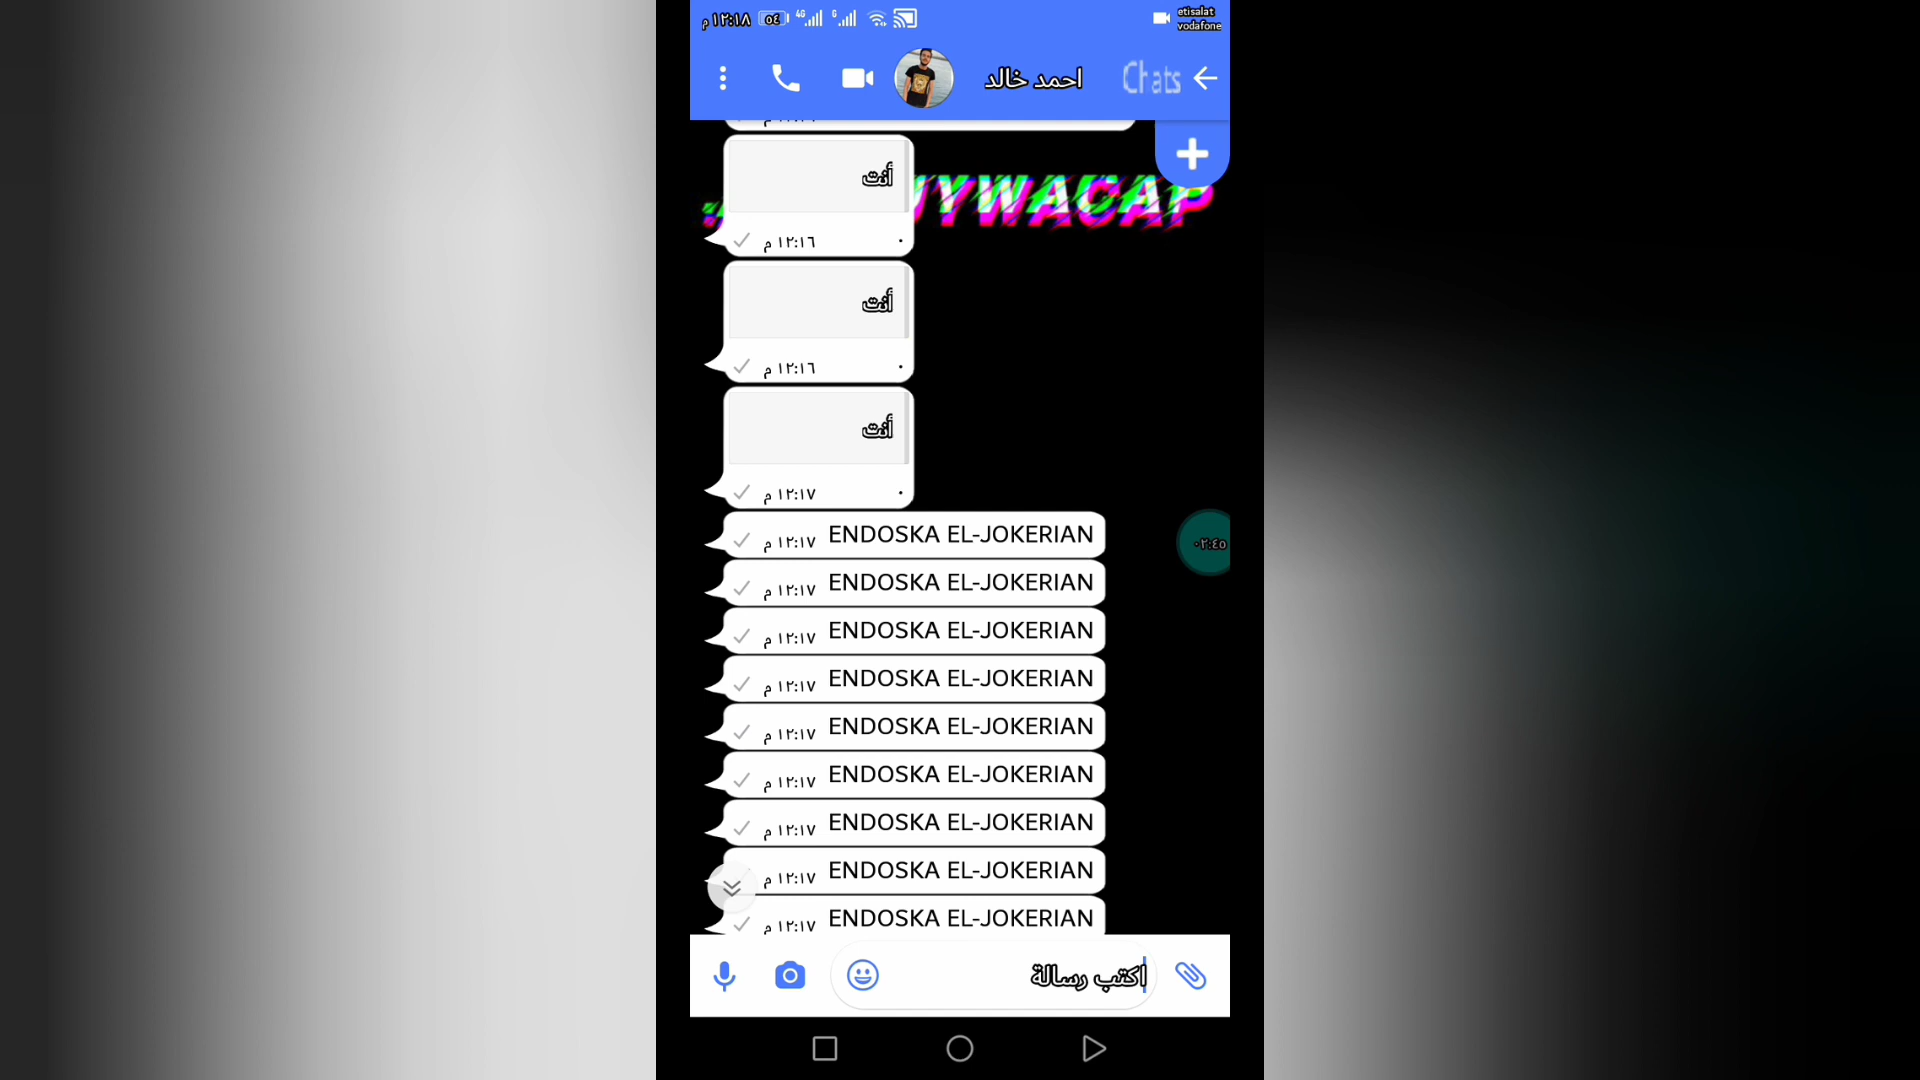 ١٢:١٨ م ٥٤ 4G G etisalat
vodafone
احمد خالد Chats
أنت
.
١٢:١٦ م
أنت
.
١٢:١٦ م
أنت
.
١٢:١٧ م
ENDOSKA EL-JOKERIAN ١٢:١٧ م
ENDOSKA EL-JOKERIAN ١٢:١٧ م
ENDOSKA EL-JOKERIAN ١٢:١٧ م
٠٢:٤٥
ENDOSKA EL-JOKERIAN ١٢:١٧ م
ENDOSKA EL-JOKERIAN ١٢:١٧ م
ENDOSKA EL-JOKERIAN ١٢:١٧ م
ENDOSKA EL-JOKERIAN ١٢:١٧ م
ENDOSKA EL-JOKERIAN ١٢:١٧ م
ENDOSKA EL-JOKERIAN ١٢:١٧ م
اكتب رسالة